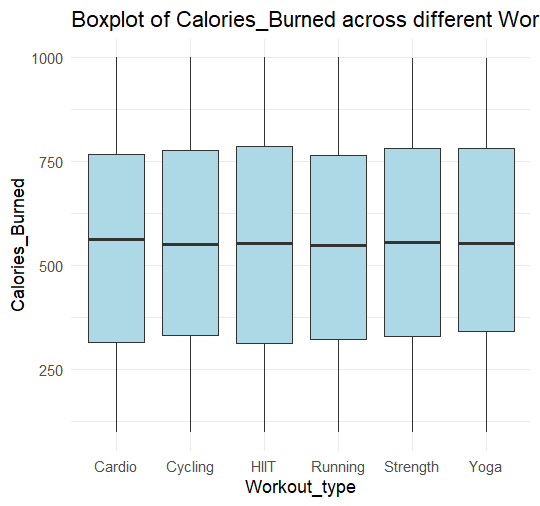 Boxplot of Calories_Burned across different Wor
1000
750
500
250
Calories_Burned
Cardio Cycling HIIT Running Strength Yoga
Workout_type